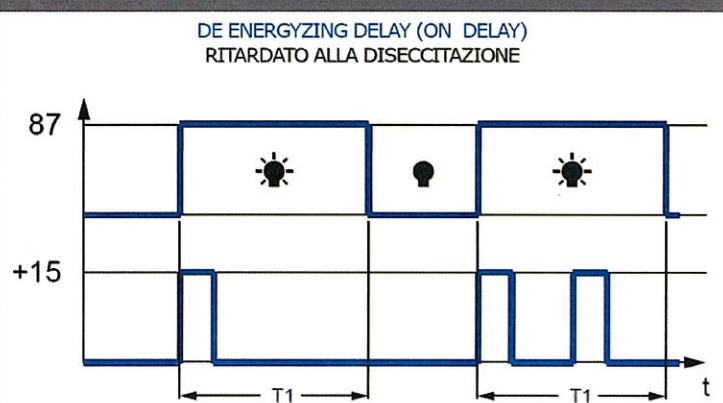 DE ENERGYZING DELAY (ON DELAY)
RITARDATO ALLA DISECCITAZIONE
87
+15
T1
T1
t